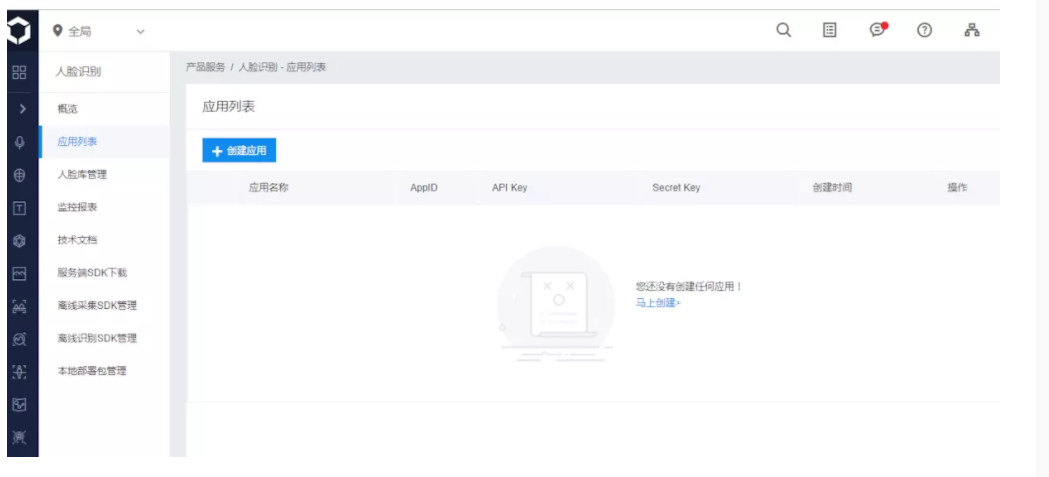 全局
人脸识别
产品服务 / 人脸识别 - 应用列表
概览
应用列表
人脸库管理
监控报表
技术文档
服务端SDK下载
离线采集SDK管理
离线识别SDK管理
本地部署包管理
应用列表
+ 创建应用
应用名称 AppID API Key Secret Key 创建时间 操作
您还没有创建任何应用！
马上创建>